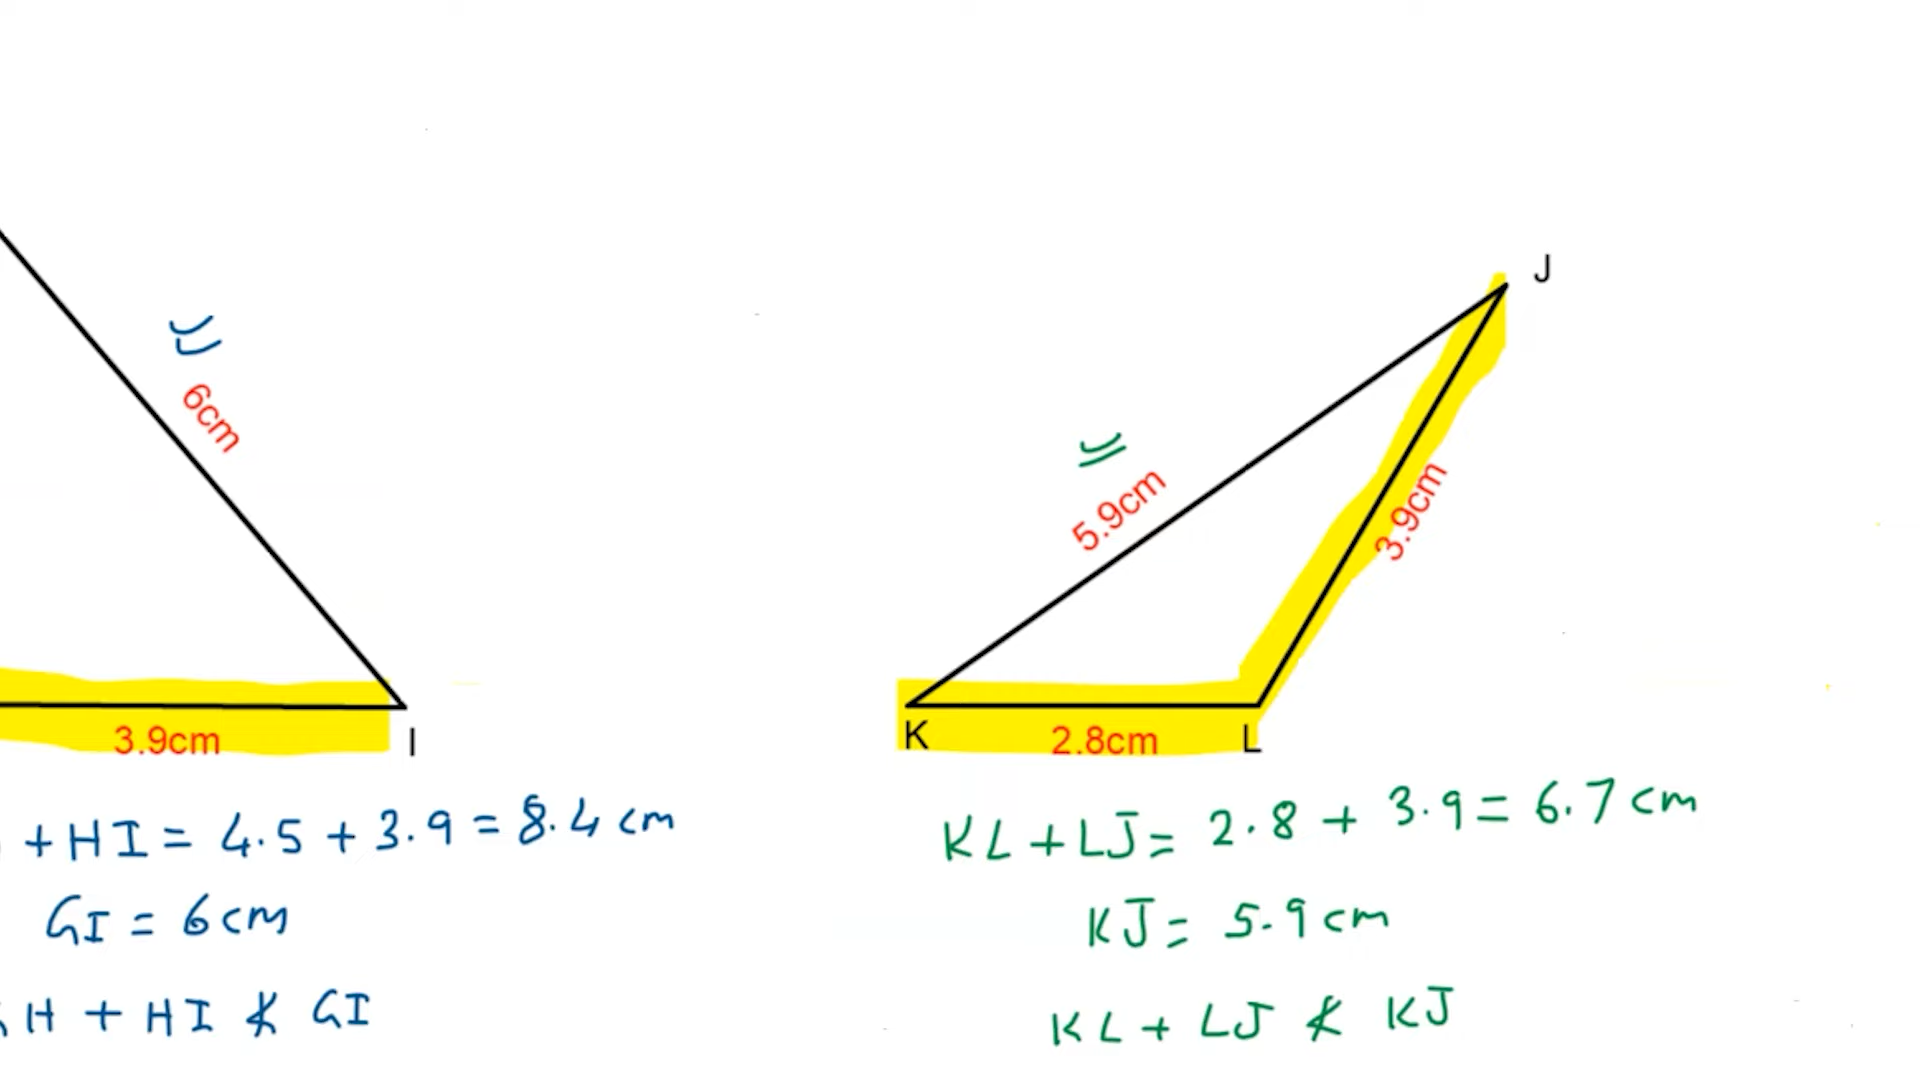 J
6cm
5.9cm
3.9cm
3.9cm
I
K
2.8cm
L
+ HI = 4.5 + 3.9 = 8.4 cm
GI = 6 cm
H + HI ≮ GI
KL + LJ = 2.8 + 3.9 = 6.7 cm
KJ = 5.9 cm
KL + LJ ≮ KJ